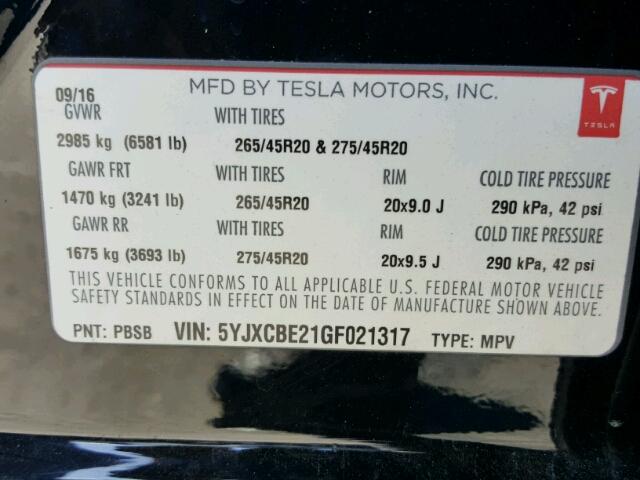 09/16 MFD BY TESLA MOTORS, INC.
TESLA
GVWR WITH TIRES
2985 kg (6581 lb) 265/45R20 & 275/45R20
GAWR FRT WITH TIRES RIM COLD TIRE PRESSURE
1470 kg (3241 lb) 265/45R20 20x9.0 J 290 kPa, 42 psi
GAWR RR WITH TIRES RIM COLD TIRE PRESSURE
1675 kg (3693 lb) 275/45R20 20x9.5 J 290 kPa, 42 psi
THIS VEHICLE CONFORMS TO ALL APPLICABLE U.S. FEDERAL MOTOR VEHICLE
SAFETY STANDARDS IN EFFECT ON THE DATE OF MANUFACTURE SHOWN ABOVE.
PNT: PBSB VIN: 5YJXCBE21GF021317 TYPE: MPV